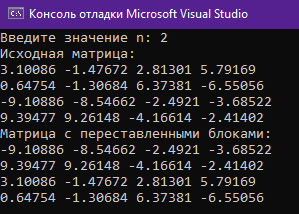 Консоль отладки Microsoft Visual Studio
Введите значение n: 2
Исходная матрица:
3.10086 -1.47672 2.81301 5.79169
0.64754 -1.30684 6.37381 -6.55056
-9.10886 -8.54662 -2.4921 -3.68522
9.39477 9.26148 -4.16614 -2.41402
Матрица с переставленными блоками:
-9.10886 -8.54662 -2.4921 -3.68522
9.39477 9.26148 -4.16614 -2.41402
3.10086 -1.47672 2.81301 5.79169
0.64754 -1.30684 6.37381 -6.55056